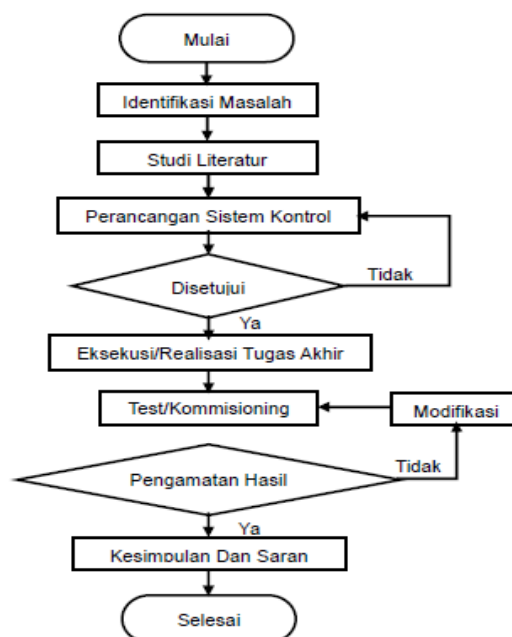 Mulai
Identifikasi Masalah
Studi Literatur
Perancangan Sistem Kontrol
Disetujui
Tidak
Ya
Eksekusi/Realisasi Tugas Akhir
Test/Kommisioning
Modifikasi
Pengamatan Hasil
Tidak
Ya
Kesimpulan Dan Saran
Selesai